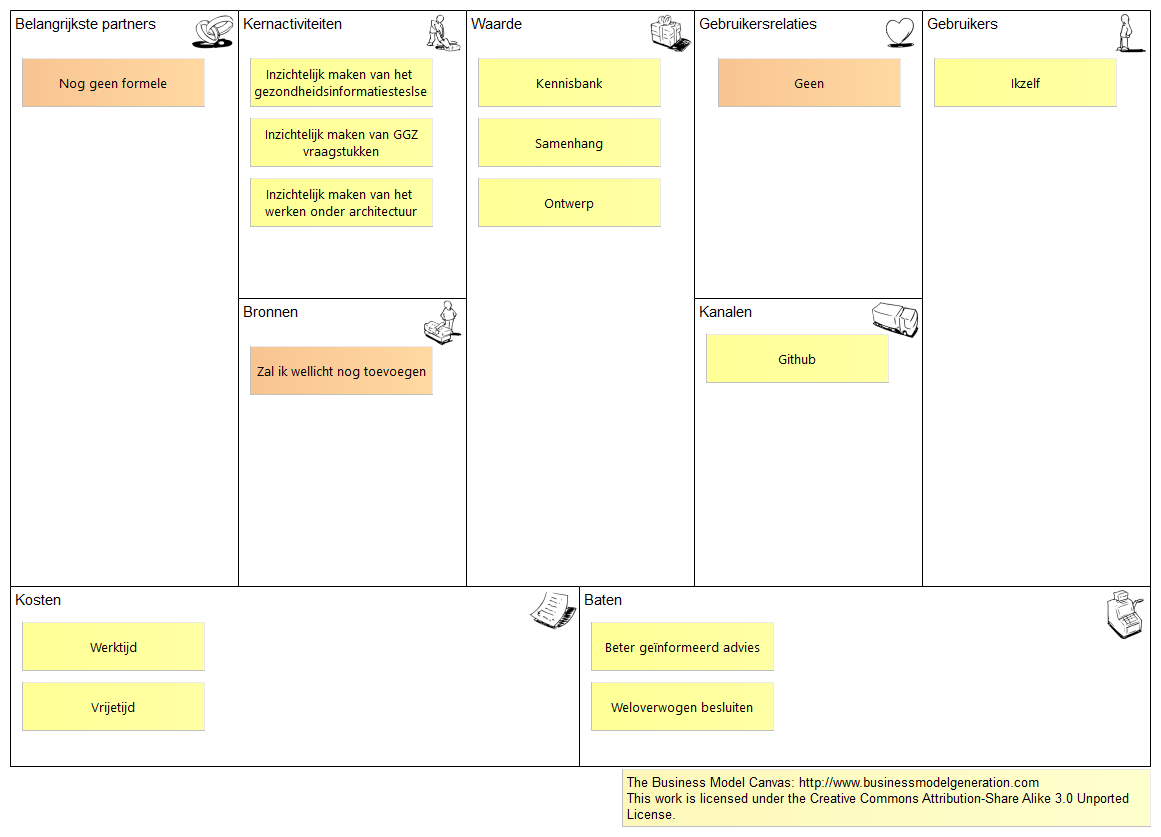 Belangrijkste partners
Nog geen formele
Kernactiviteiten
Inzichtelijk maken van het
gezondheidsinformatiesteslse
Inzichtelijk maken van GGZ
vraagstukken
Inzichtelijk maken van het
werken onder architectuur
Bronnen
Zal ik wellicht nog toevoegen
Waarde
Kennisbank
Samenhang
Ontwerp
Gebruikersrelaties
Geen
Kanalen
Github
Gebruikers
Ikzelf
Kosten
Werktijd
Vrijetijd
Baten
Beter geïnformeerd advies
Weloverwogen besluiten
The Business Model Canvas: http://www.businessmodelgeneration.com
This work is licensed under the Creative Commons Attribution-Share Alike 3.0 Unported
License.